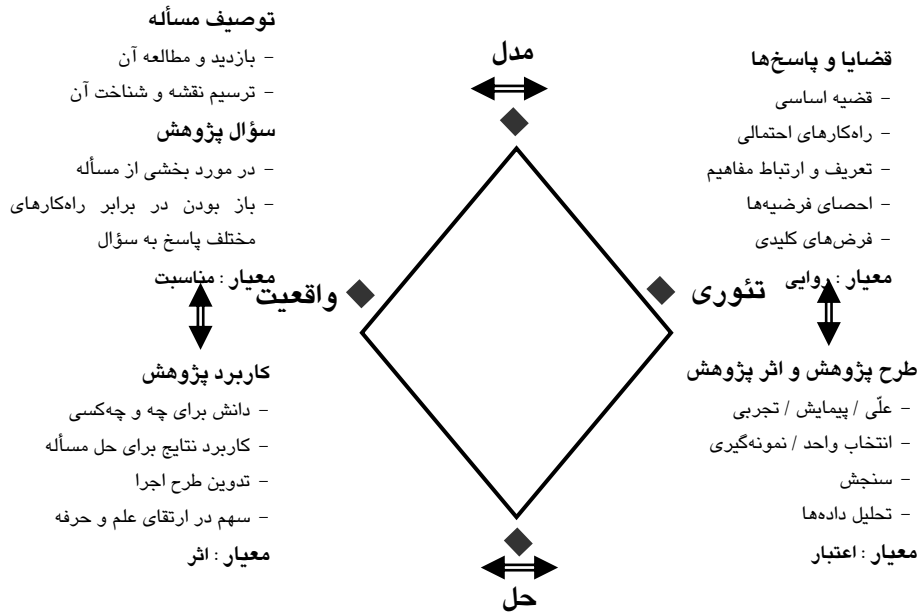 مدل
قضایا و پاسخ‌ها
– قضیه اساسی
– راه‌کارهای احتمالی
– تعریف و ارتباط مفاهیم
– احصای فرضیه‌ها
– فرض‌های کلیدی
معیار : روایی
تئوری
طرح پژوهش و اثر پژوهش
– علّی / پیمایش / تجربی
– انتخاب واحد / نمونه‌گیری
– سنجش
– تحلیل داده‌ها
معیار : اعتبار
توصیف مسأله
– بازدید و مطالعه آن
– ترسیم نقشه و شناخت آن
سؤال پژوهش
– در مورد بخشی از مسأله
– باز بودن در برابر راه‌کارهای
مختلف پاسخ به سؤال
معیار : مناسبت
واقعیت
کاربرد پژوهش
– دانش برای چه و چه‌کسی
– کاربرد نتایج برای حل مسأله
– تدوین طرح اجرا
– سهم در ارتقای علم و حرفه
معیار : اثر
حل